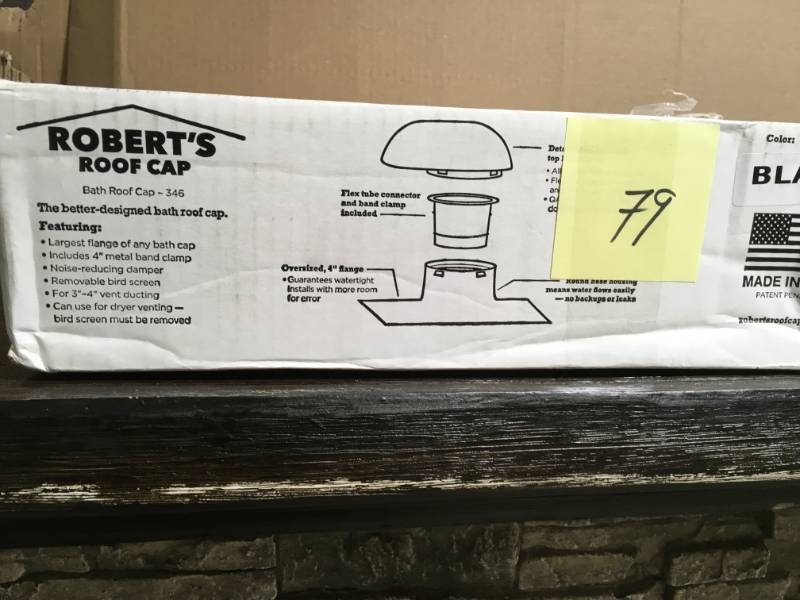 ROBERT'S
ROOF CAP
Bath Roof Cap ~ 346
The better-designed bath roof cap.
Featuring:
• Largest flange of any bath cap
• Includes 4" metal band clamp
• Noise-reducing damper
• Removable bird screen
• For 3"-4" vent ducting
• Can use for dryer venting —
bird screen must be removed
Flex tube connector
and band clamp
included
Oversized, 4" flange
• Guarantees watertight
installs with more room
for error
top
79
Round base housing
means water flows easily
— no backups or leaks
Color:
MADE IN
PATENT